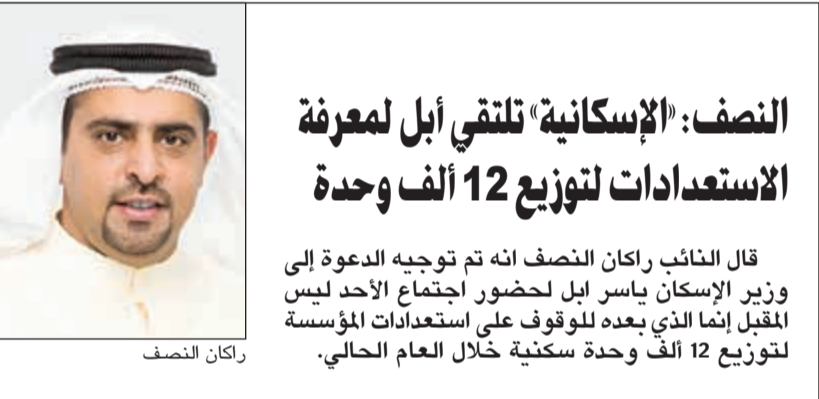 النصف: «الإسكانية» تلتقي أبل لمعرفة
الاستعدادات لتوزيع 12 ألف وحدة
قال النائب راكان النصف انه تم توجيه الدعوة إلى
وزير الإسكان ياسر ابل لحضور اجتماع الأحد ليس
المقبل إنما الذي بعده للوقوف على استعدادات المؤسسة
لتوزيع 12 ألف وحدة سكنية خلال العام الحالي.
راكان النصف